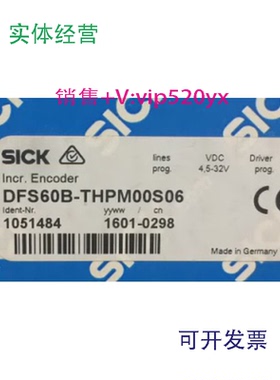 实体经营
销售+V:vip520yx
SICK
lines
prog.
VDC
4,5-32V
Driver
prog.
Incr. Encoder
DFS60B-THPM00S06
Ident-Nr.
yyww / cn
1051484
1601-0298
CE
Made in Germany
可开发票